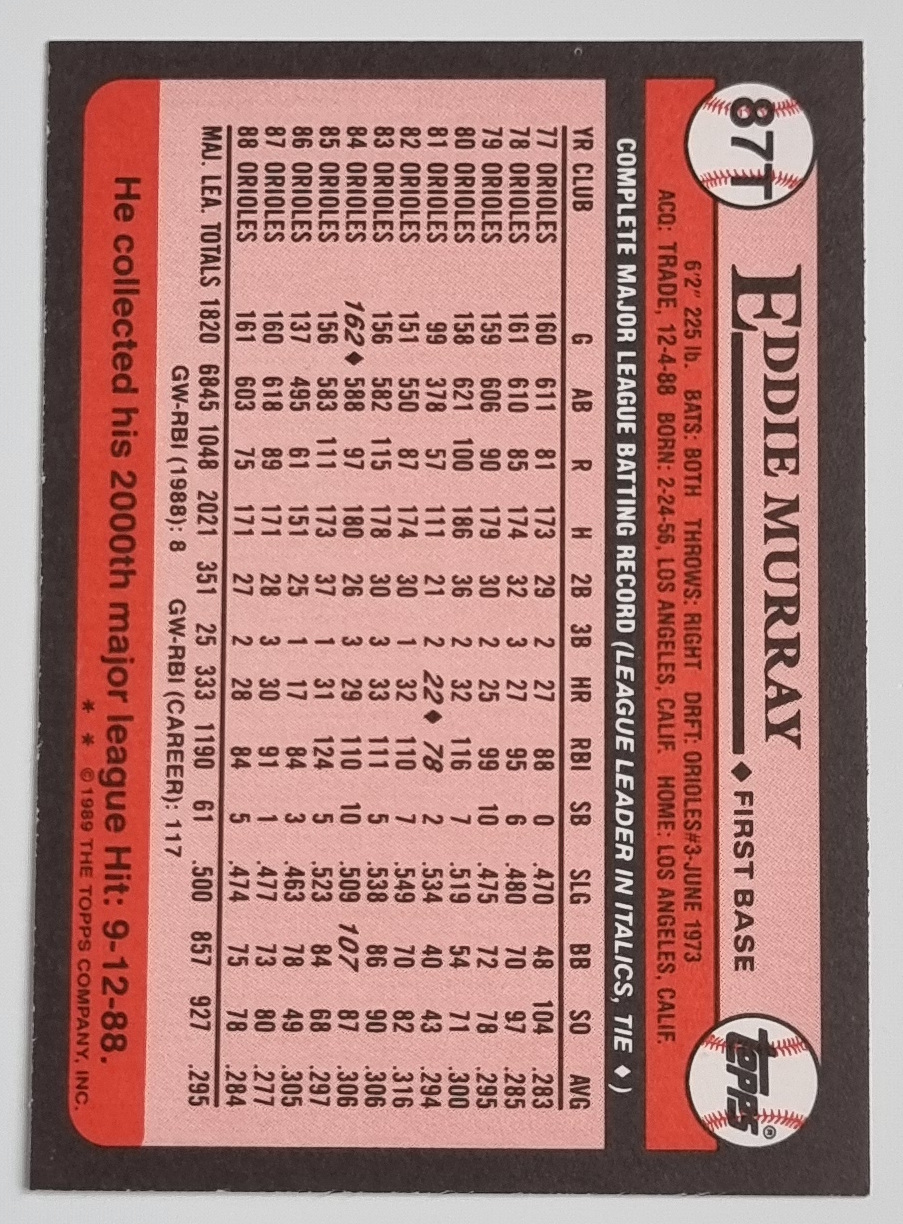 87T
EDDIE MURRAY ◆ FIRST BASE
topps®
6'2" 225 lb. BATS: BOTH THROWS: RIGHT DRFT: ORIOLES#3-JUNE 1973
ACQ: TRADE, 12-4-88 BORN: 2-24-56, LOS ANGELES, CALIF. HOME: LOS ANGELES, CALIF.
COMPLETE MAJOR LEAGUE BATTING RECORD (LEAGUE LEADER IN ITALICS, TIE ◆)
YR CLUB G AB R H 2B 3B HR RBI SB SLG BB SO AVG
77 ORIOLES 160 611 81 173 29 2 27 88 0 .470 48 104 .283
78 ORIOLES 161 610 85 174 32 3 27 95 6 .480 70 97 .285
79 ORIOLES 159 606 90 179 30 2 25 99 10 .475 72 78 .295
80 ORIOLES 158 621 100 186 36 2 32 116 7 .519 54 71 .300
81 ORIOLES 99 378 57 111 21 2 22◆ 78 2 .534 40 43 .294
82 ORIOLES 151 550 87 174 30 1 32 110 7 .549 70 82 .316
83 ORIOLES 156 582 115 178 30 3 33 111 5 .538 86 90 .306
84 ORIOLES 162◆ 588 97 180 26 3 29 110 10 .509 107 87 .306
85 ORIOLES 156 583 111 173 37 1 31 124 5 .523 84 68 .297
86 ORIOLES 137 495 61 151 25 1 17 84 3 .463 78 49 .305
87 ORIOLES 160 618 89 171 28 3 30 91 1 .477 73 80 .277
88 ORIOLES 161 603 75 171 27 2 28 84 5 .474 75 78 .284
MAJ. LEA. TOTALS 1820 6845 1048 2021 351 25 333 1190 61 .500 857 927 .295
GW-RBI (1988): 8 GW-RBI (CAREER): 117
He collected his 2000th major league Hit: 9-12-88.
* * © 1989 THE TOPPS COMPANY, INC.